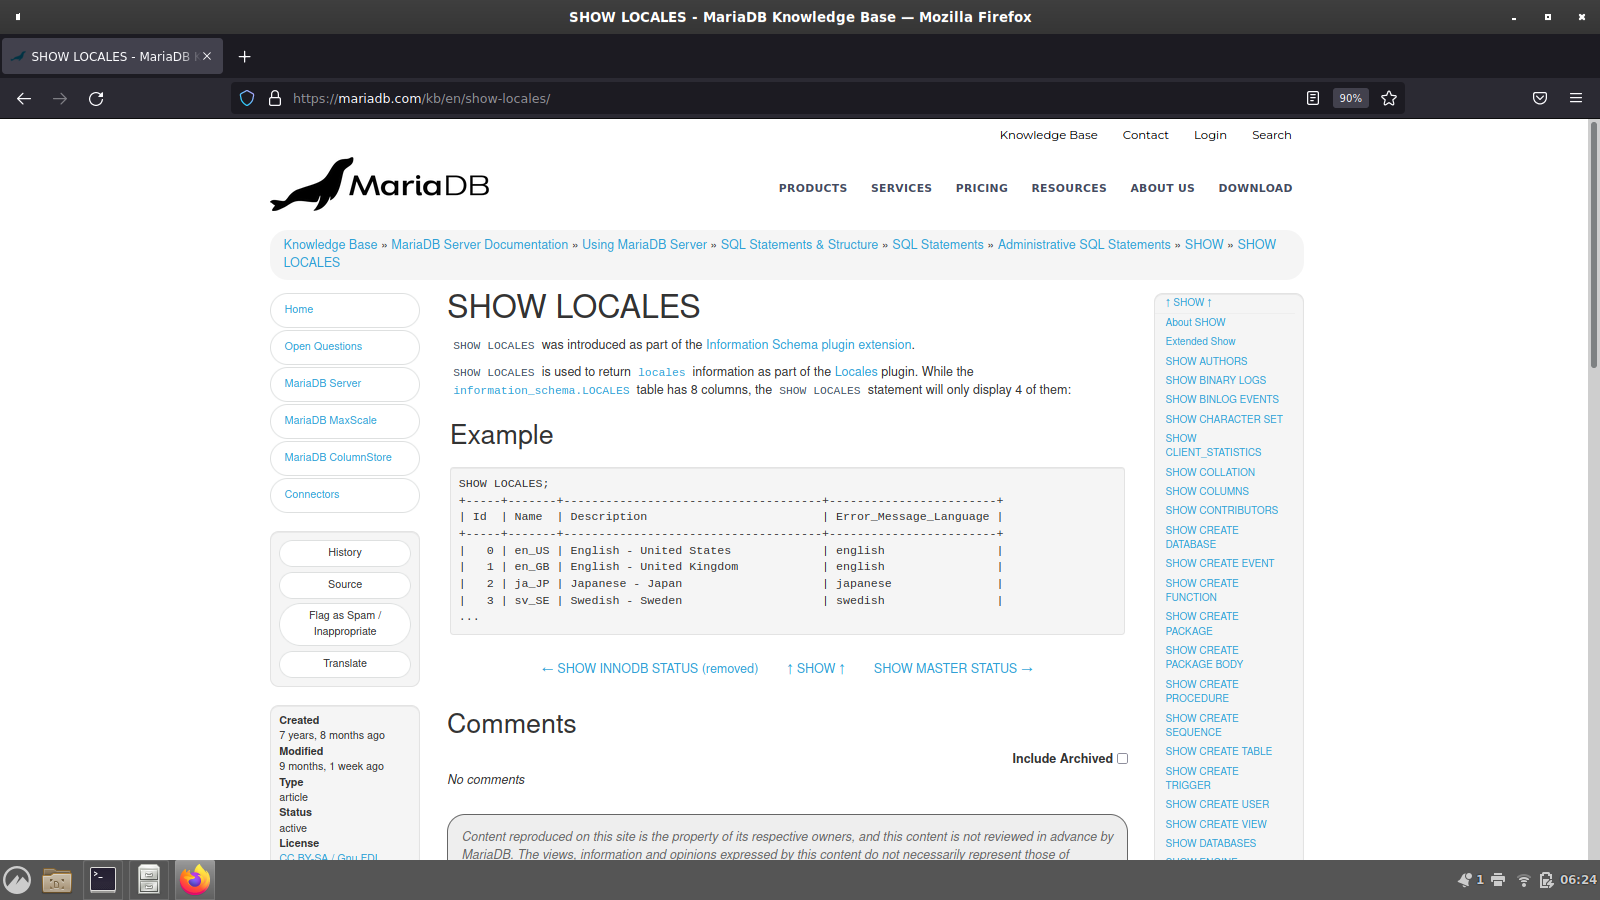 SHOW LOCALES - MariaDB Knowledge Base — Mozilla Firefox
SHOW LOCALES - MariaDB K
https://mariadb.com/kb/en/show-locales/
90%
Knowledge Base Contact Login Search
MariaDB
PRODUCTS SERVICES PRICING RESOURCES ABOUT US DOWNLOAD
Knowledge Base » MariaDB Server Documentation » Using MariaDB Server » SQL Statements & Structure » SQL Statements » Administrative SQL Statements » SHOW » SHOW
LOCALES
Home
Open Questions
MariaDB Server
MariaDB MaxScale
MariaDB ColumnStore
Connectors
History
Source
Flag as Spam /
Inappropriate
Translate
Created
7 years, 8 months ago
Modified
9 months, 1 week ago
Type
article
Status
active
License
CC BY-SA / Gnu FDL
SHOW LOCALES
SHOW LOCALES was introduced as part of the Information Schema plugin extension.
SHOW LOCALES is used to return locales information as part of the Locales plugin. While the
information_schema.LOCALES table has 8 columns, the SHOW LOCALES statement will only display 4 of them:
Example
SHOW LOCALES;
+-----+-------+-------------------------------------+------------------------+
| Id  | Name  | Description                         | Error_Message_Language |
+-----+-------+-------------------------------------+------------------------+
|   0 | en_US | English - United States             | english                |
|   1 | en_GB | English - United Kingdom            | english                |
|   2 | ja_JP | Japanese - Japan                    | japanese               |
|   3 | sv_SE | Swedish - Sweden                    | swedish                |
...
← SHOW INNODB STATUS (removed) ↑ SHOW ↑ SHOW MASTER STATUS →
Comments
Include Archived
No comments
Content reproduced on this site is the property of its respective owners, and this content is not reviewed in advance by
MariaDB. The views, information and opinions expressed by this content do not necessarily represent those of
↑ SHOW ↑
About SHOW
Extended Show
SHOW AUTHORS
SHOW BINARY LOGS
SHOW BINLOG EVENTS
SHOW CHARACTER SET
SHOW
CLIENT_STATISTICS
SHOW COLLATION
SHOW COLUMNS
SHOW CONTRIBUTORS
SHOW CREATE
DATABASE
SHOW CREATE EVENT
SHOW CREATE
FUNCTION
SHOW CREATE
PACKAGE
SHOW CREATE
PACKAGE BODY
SHOW CREATE
PROCEDURE
SHOW CREATE
SEQUENCE
SHOW CREATE TABLE
SHOW CREATE
TRIGGER
SHOW CREATE USER
SHOW CREATE VIEW
SHOW DATABASES
SHOW ENGINE
1 06:24